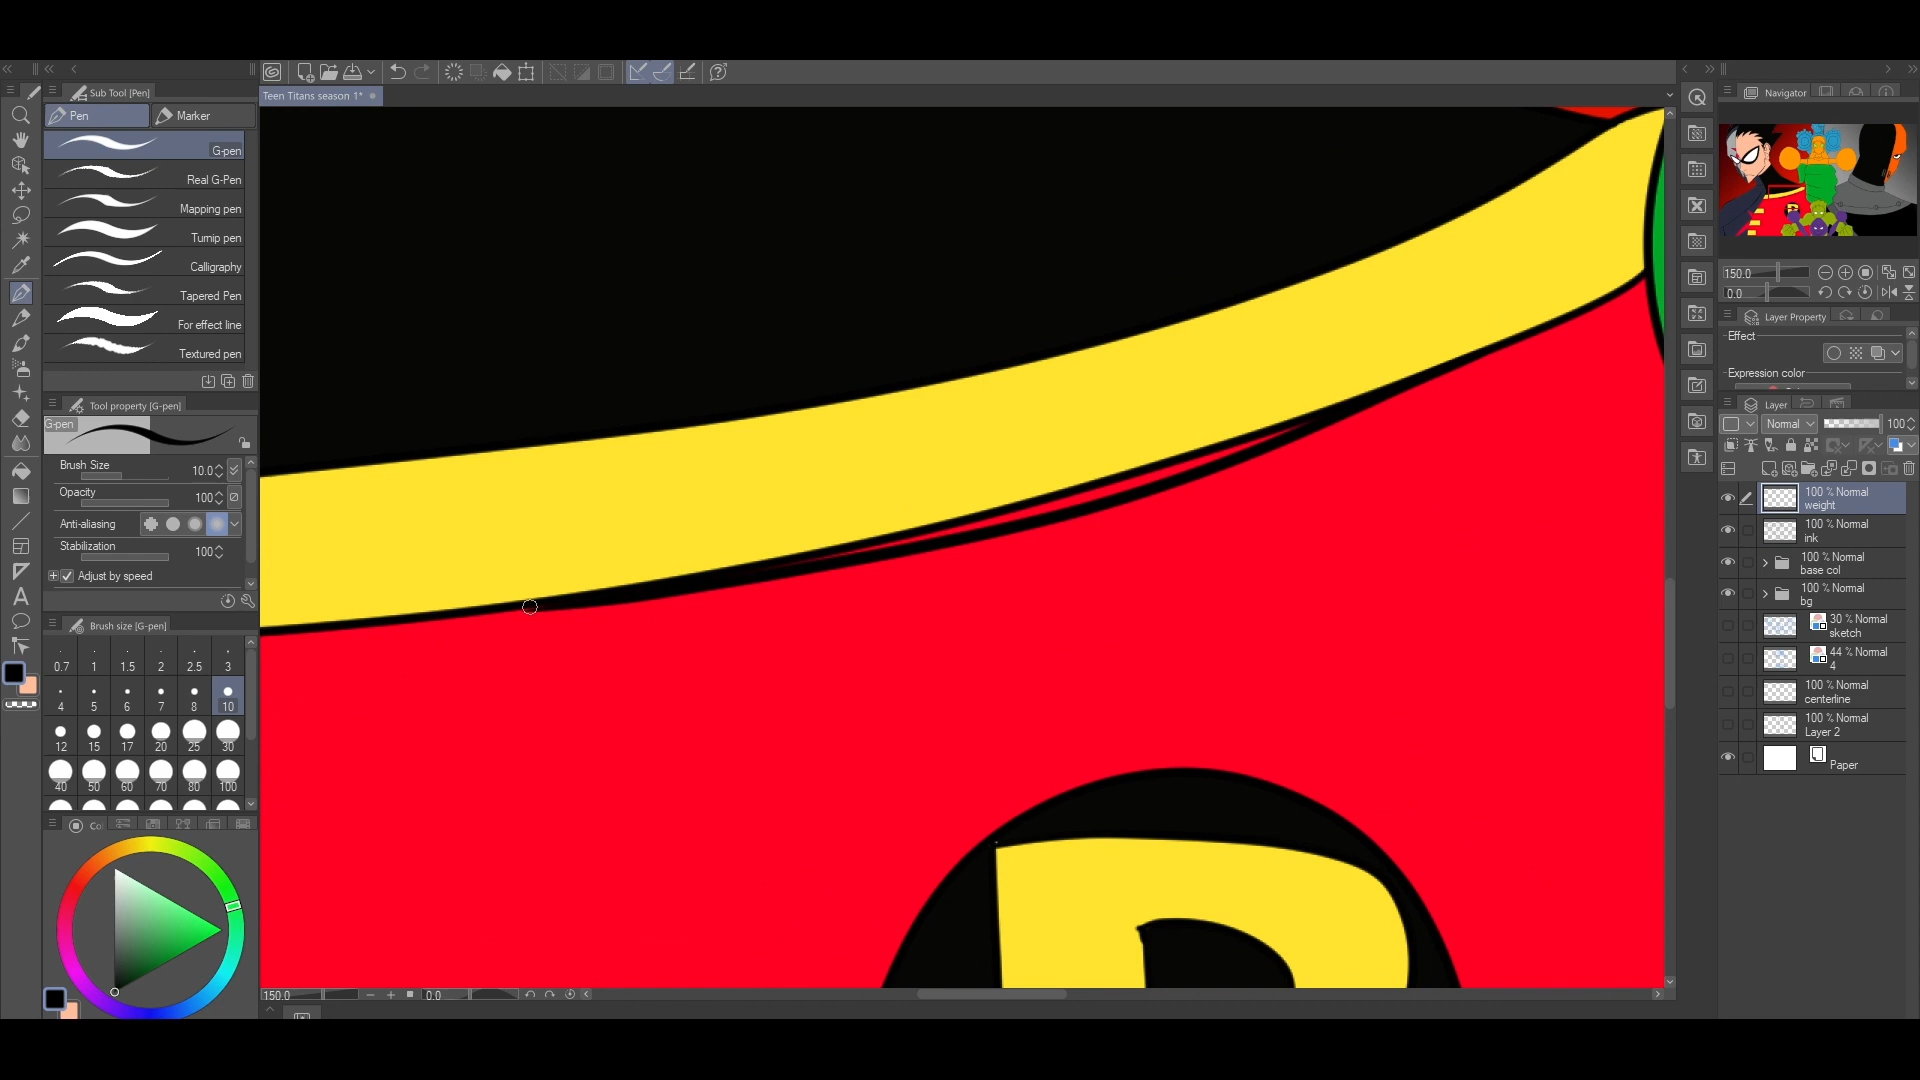 Sub Tool [Pen]
Pen
Marker
G-pen
Real G-Pen
Mapping pen
Turnip pen
Calligraphy
Tapered Pen
For effect line
Textured pen
Tool property [G-pen]
G-pen
Brush Size
10.0
Opacity
100
Anti-aliasing
Stabilization
100
Adjust by speed
Brush size [G-pen]
0.7 1 1.5 2 2.5 3
4 5 6 7 8 10
12 15 17 20 25 30
40 50 60 70 80 100
Co
Teen Titans season 1*
R
150.0
0.0
Navigator
150.0
0.0
Layer Property
Effect
Expression color
Layer
Normal
100
100 % Normal
weight
100 % Normal
ink
100 % Normal
base col
100 % Normal
bg
30 % Normal
sketch
44 % Normal
4
100 % Normal
centerline
100 % Normal
Layer 2
Paper